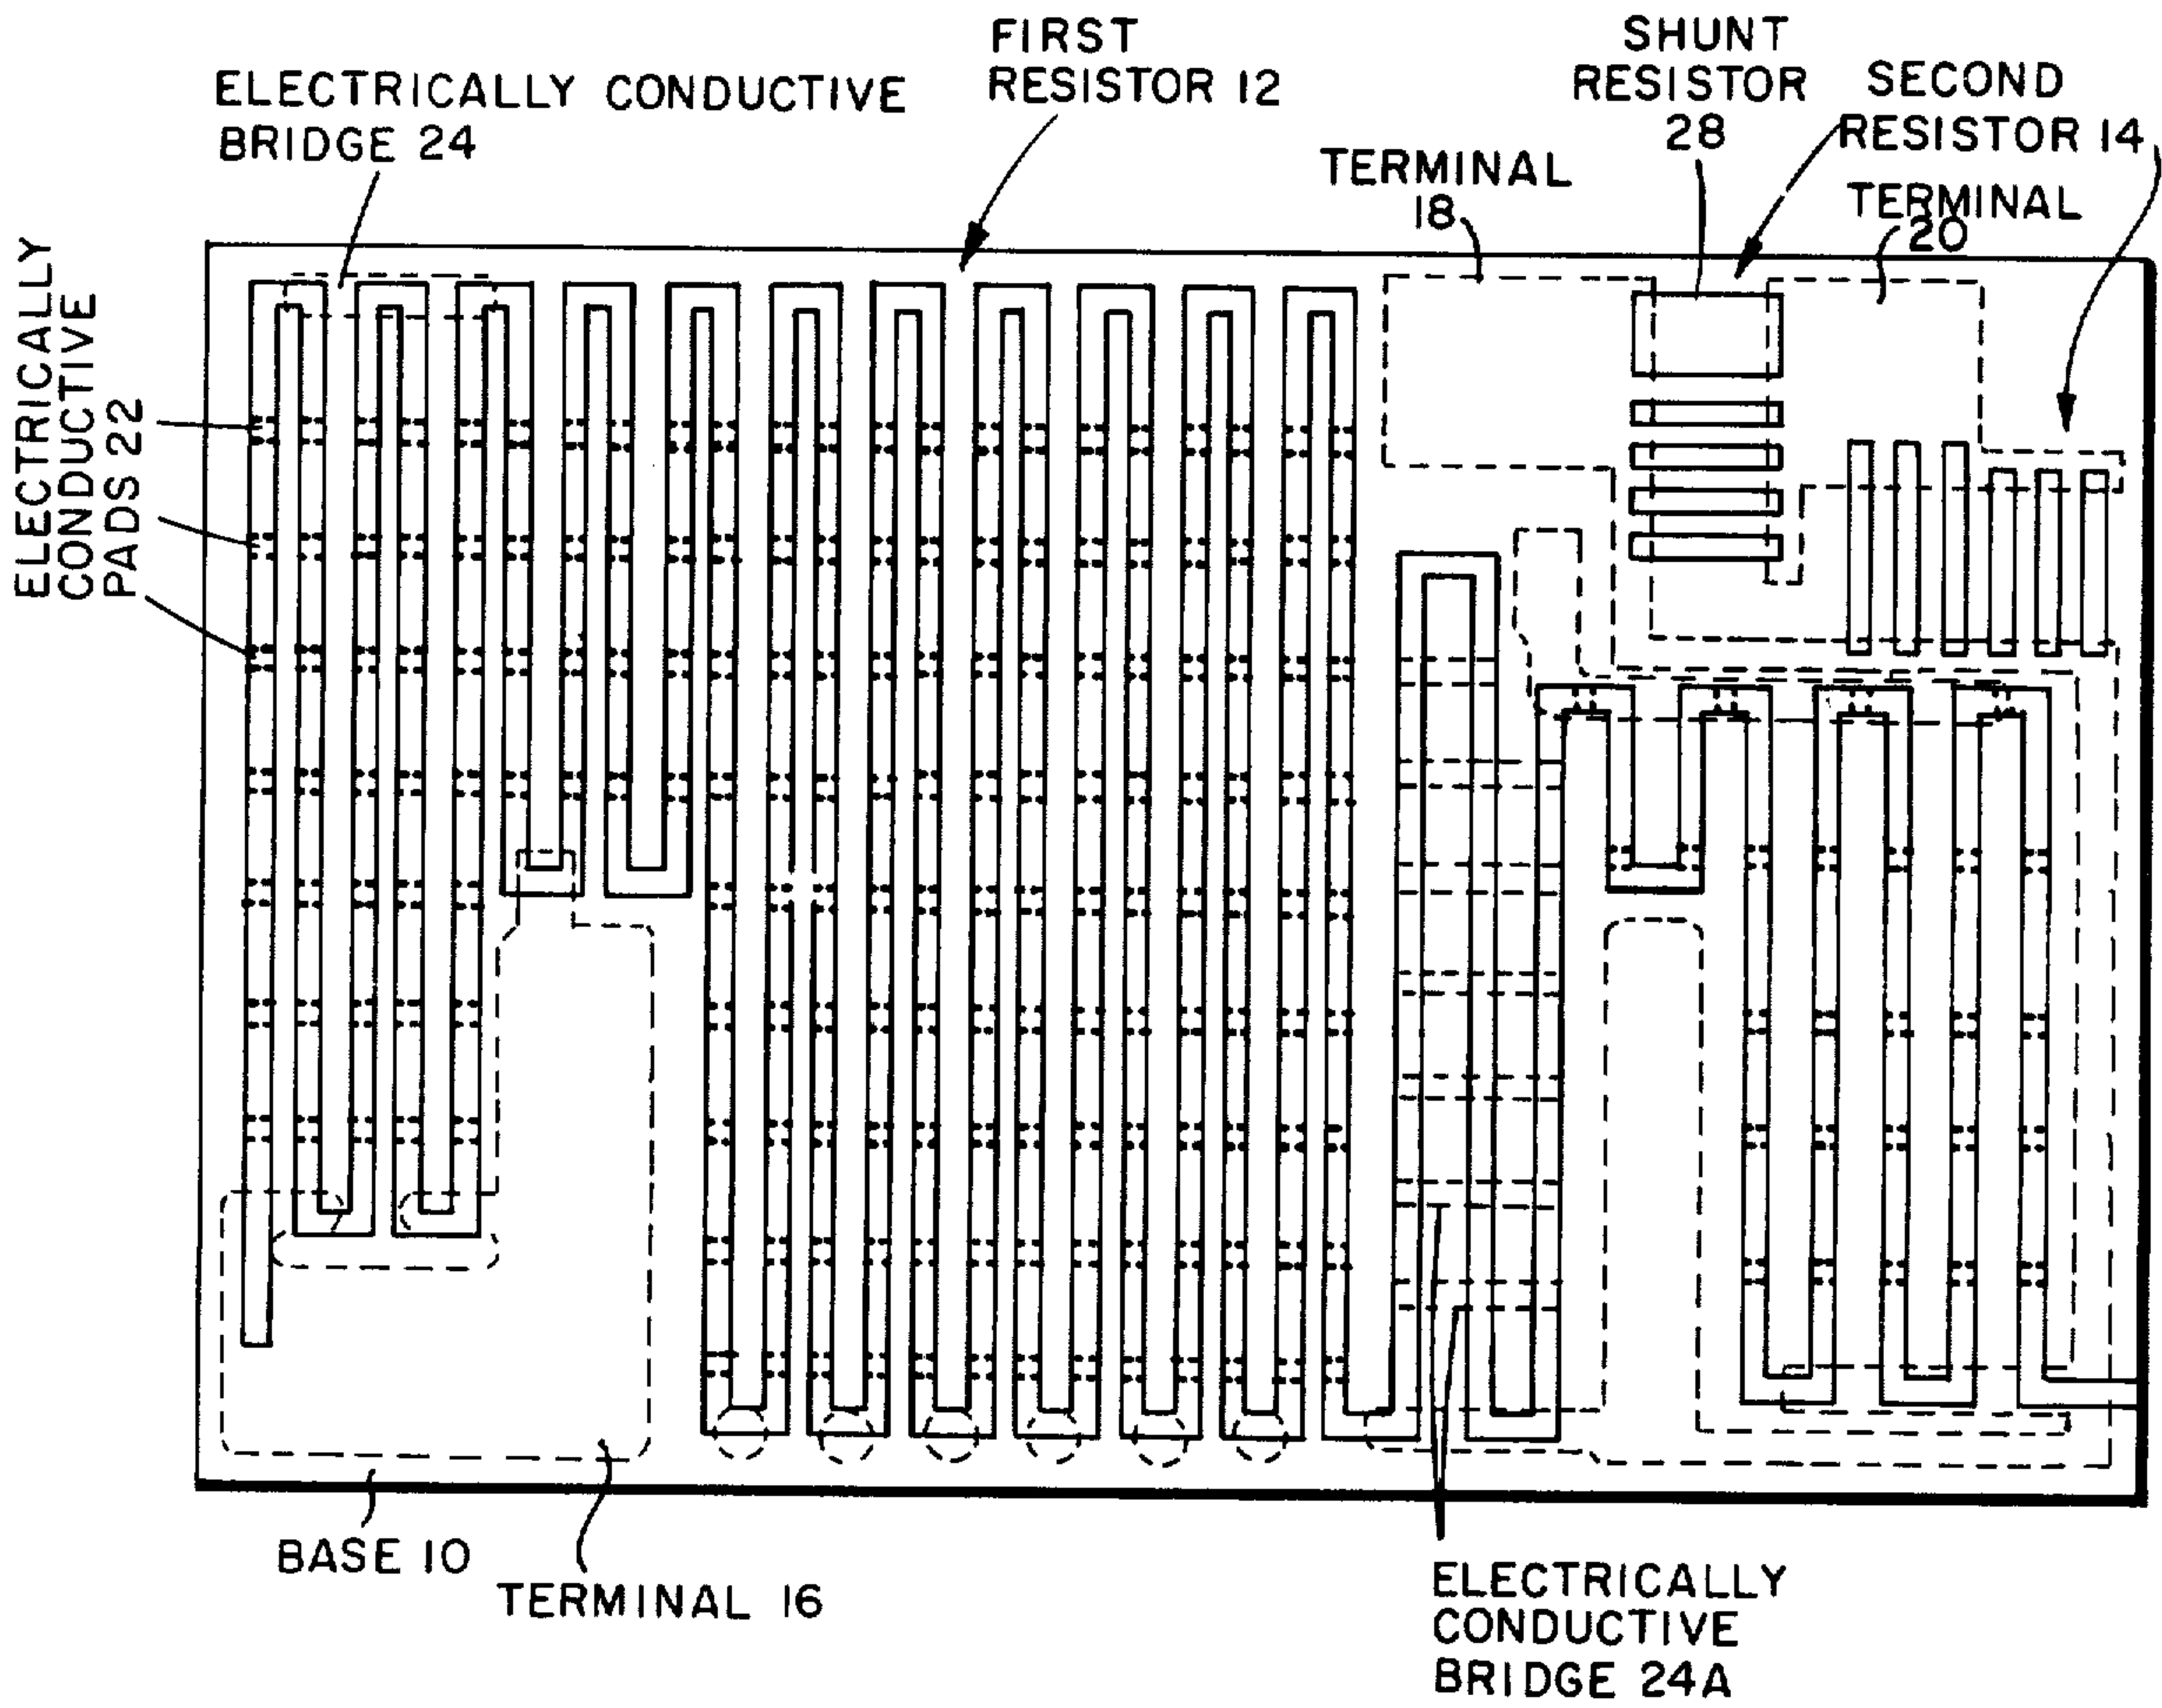 FIRST
RESISTOR 12
SHUNT
RESISTOR
28
SECOND
RESISTOR 14
ELECTRICALLY CONDUCTIVE
BRIDGE 24
TERMINAL
18
TERMINAL
20
ELECTRICALLY
CONDUCTIVE
PADS 22
BASE 10
TERMINAL 16
ELECTRICALLY
CONDUCTIVE
BRIDGE 24A